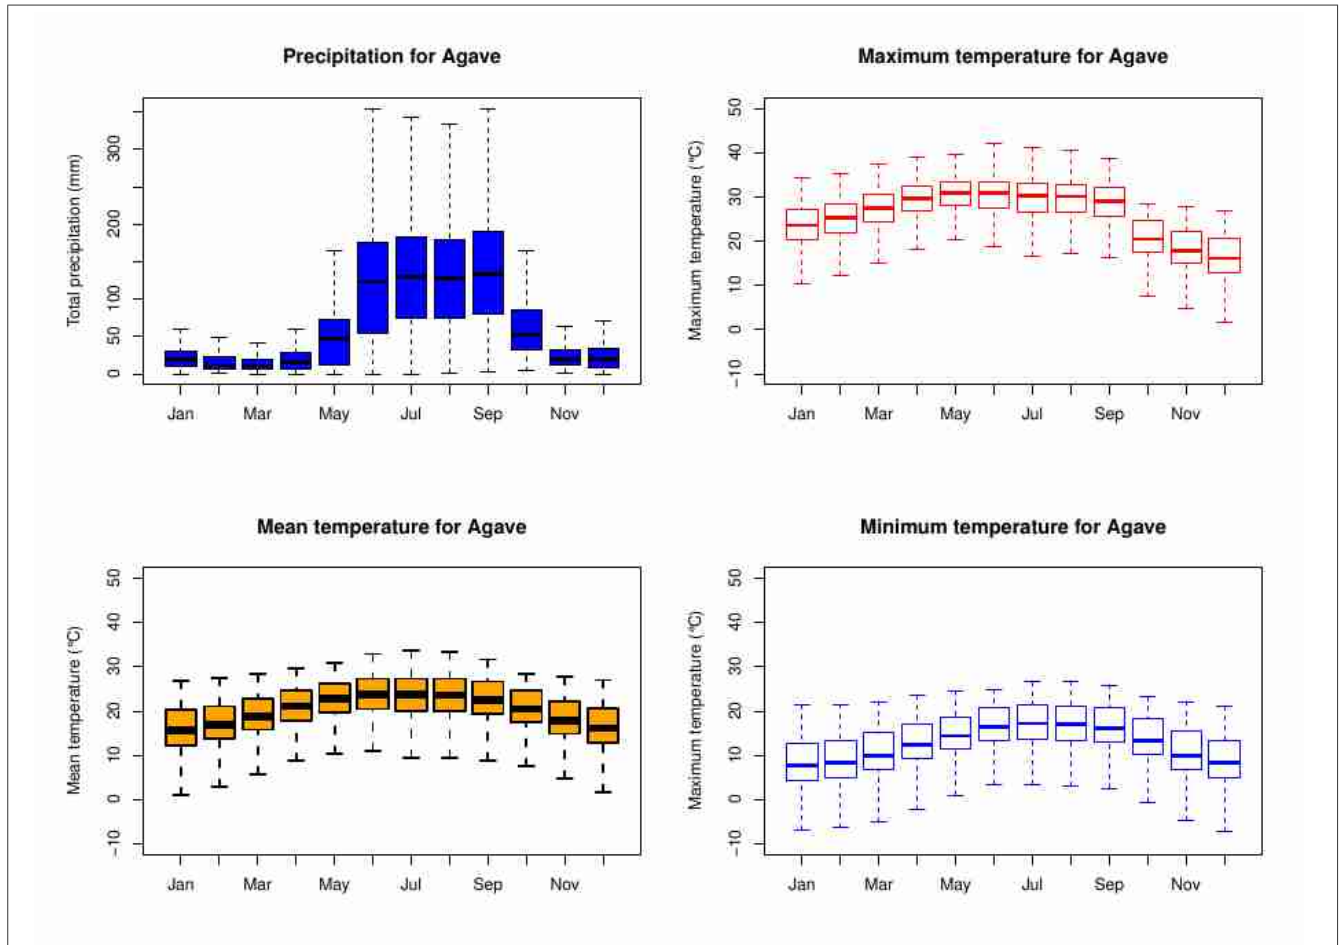 Precipitation for Agave
Total precipitation (mm)
300
200
100
50
0
Jan Mar May Jul Sep Nov
Maximum temperature for Agave
Maximum temperature (°C)
50
40
30
20
10
0
−10
Jan Mar May Jul Sep Nov
Mean temperature for Agave
Mean temperature (°C)
50
40
30
20
10
0
−10
Jan Mar May Jul Sep Nov
Minimum temperature for Agave
Maximum temperature (°C)
50
40
30
20
10
0
−10
Jan Mar May Jul Sep Nov